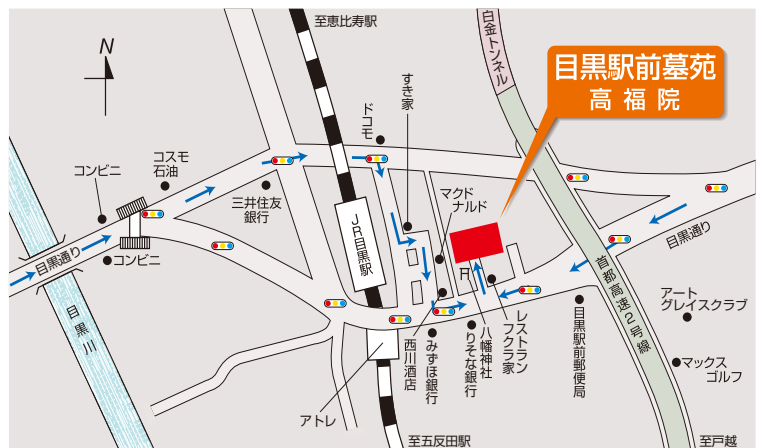 至恵比寿駅
白金トンネル
目黒駅前墓苑
高福院
N
すき家
ドコモ
コスモ
石油
コンビニ
三井住友
銀行
マクド
ナルド
JR目黒駅
目黒通り
目黒通り
コンビニ
首都高速2号線
アート
グレイスクラブ
目黒川
レストラン
フクラ家
八幡神社
りそな銀行
みずほ銀行
西川酒店
目黒駅前郵便局
マックス
ゴルフ
アトレ
至五反田駅
至戸越